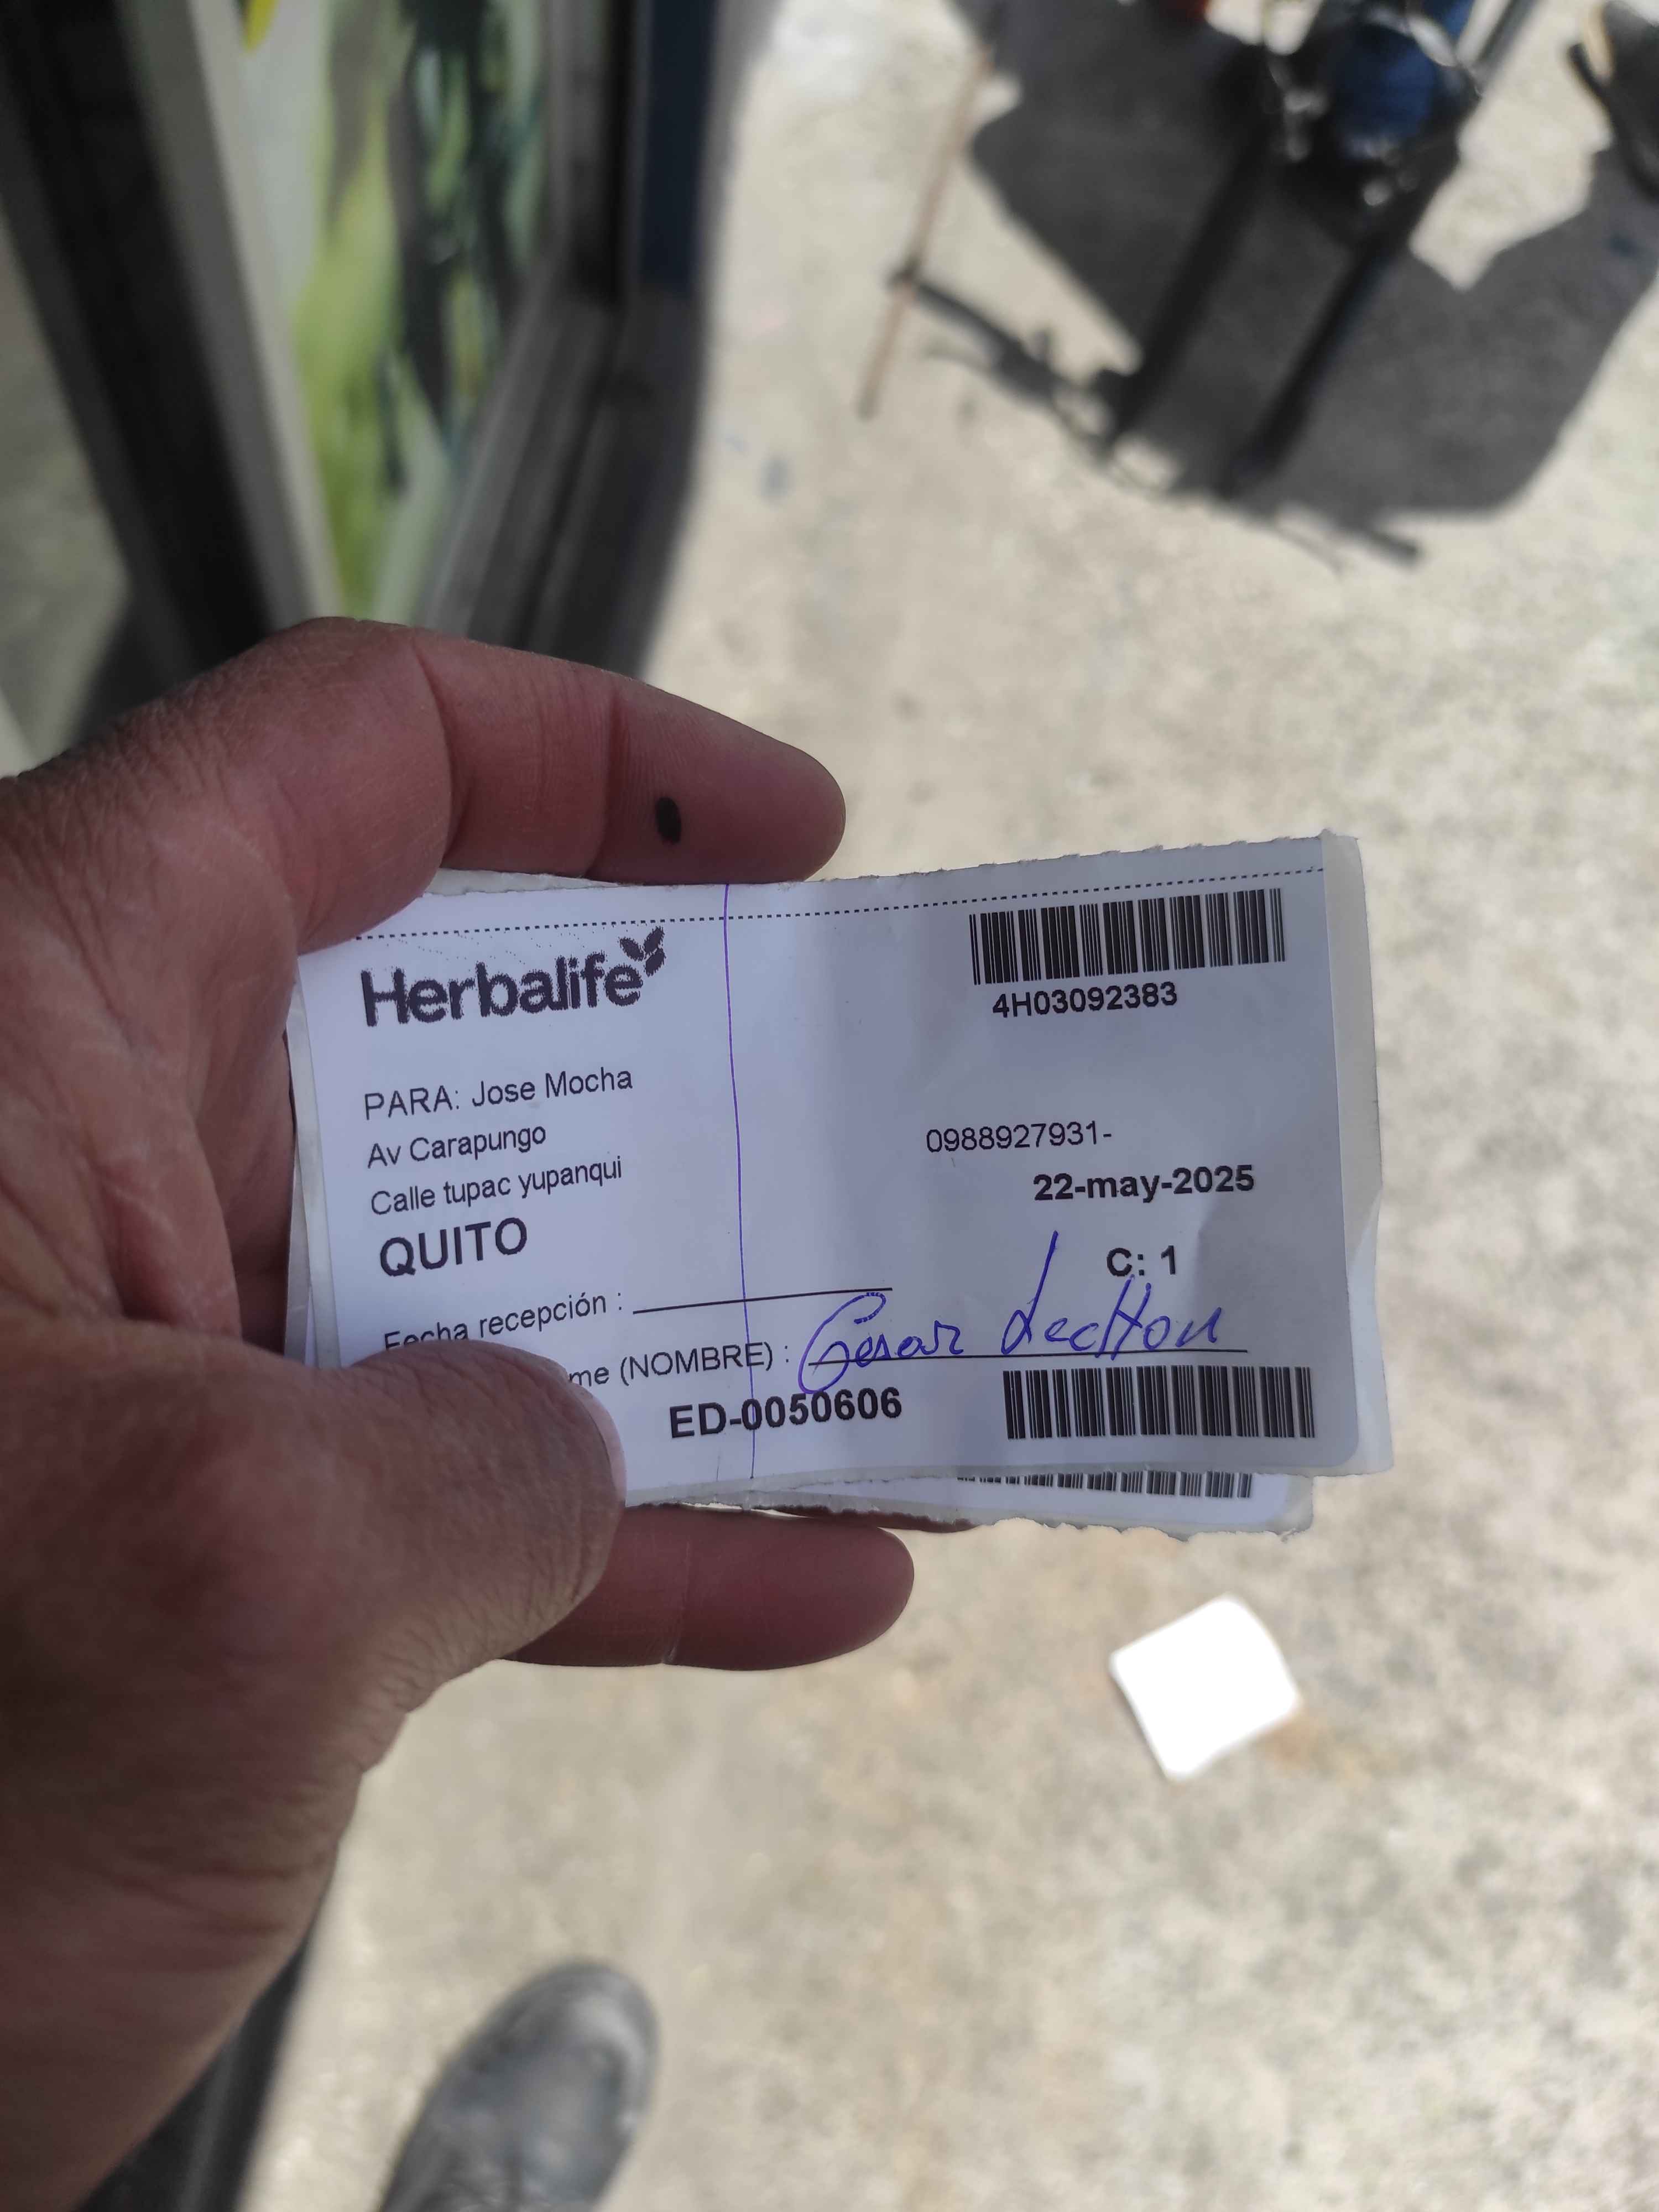 Herbalife
4H03092383
PARA: Jose Mocha
Av Carapungo
0988927931-
Calle tupac yupanqui
22-may-2025
QUITO
C: 1
Fecha recepción :
me (NOMBRE) : Cesar
ED-0050606